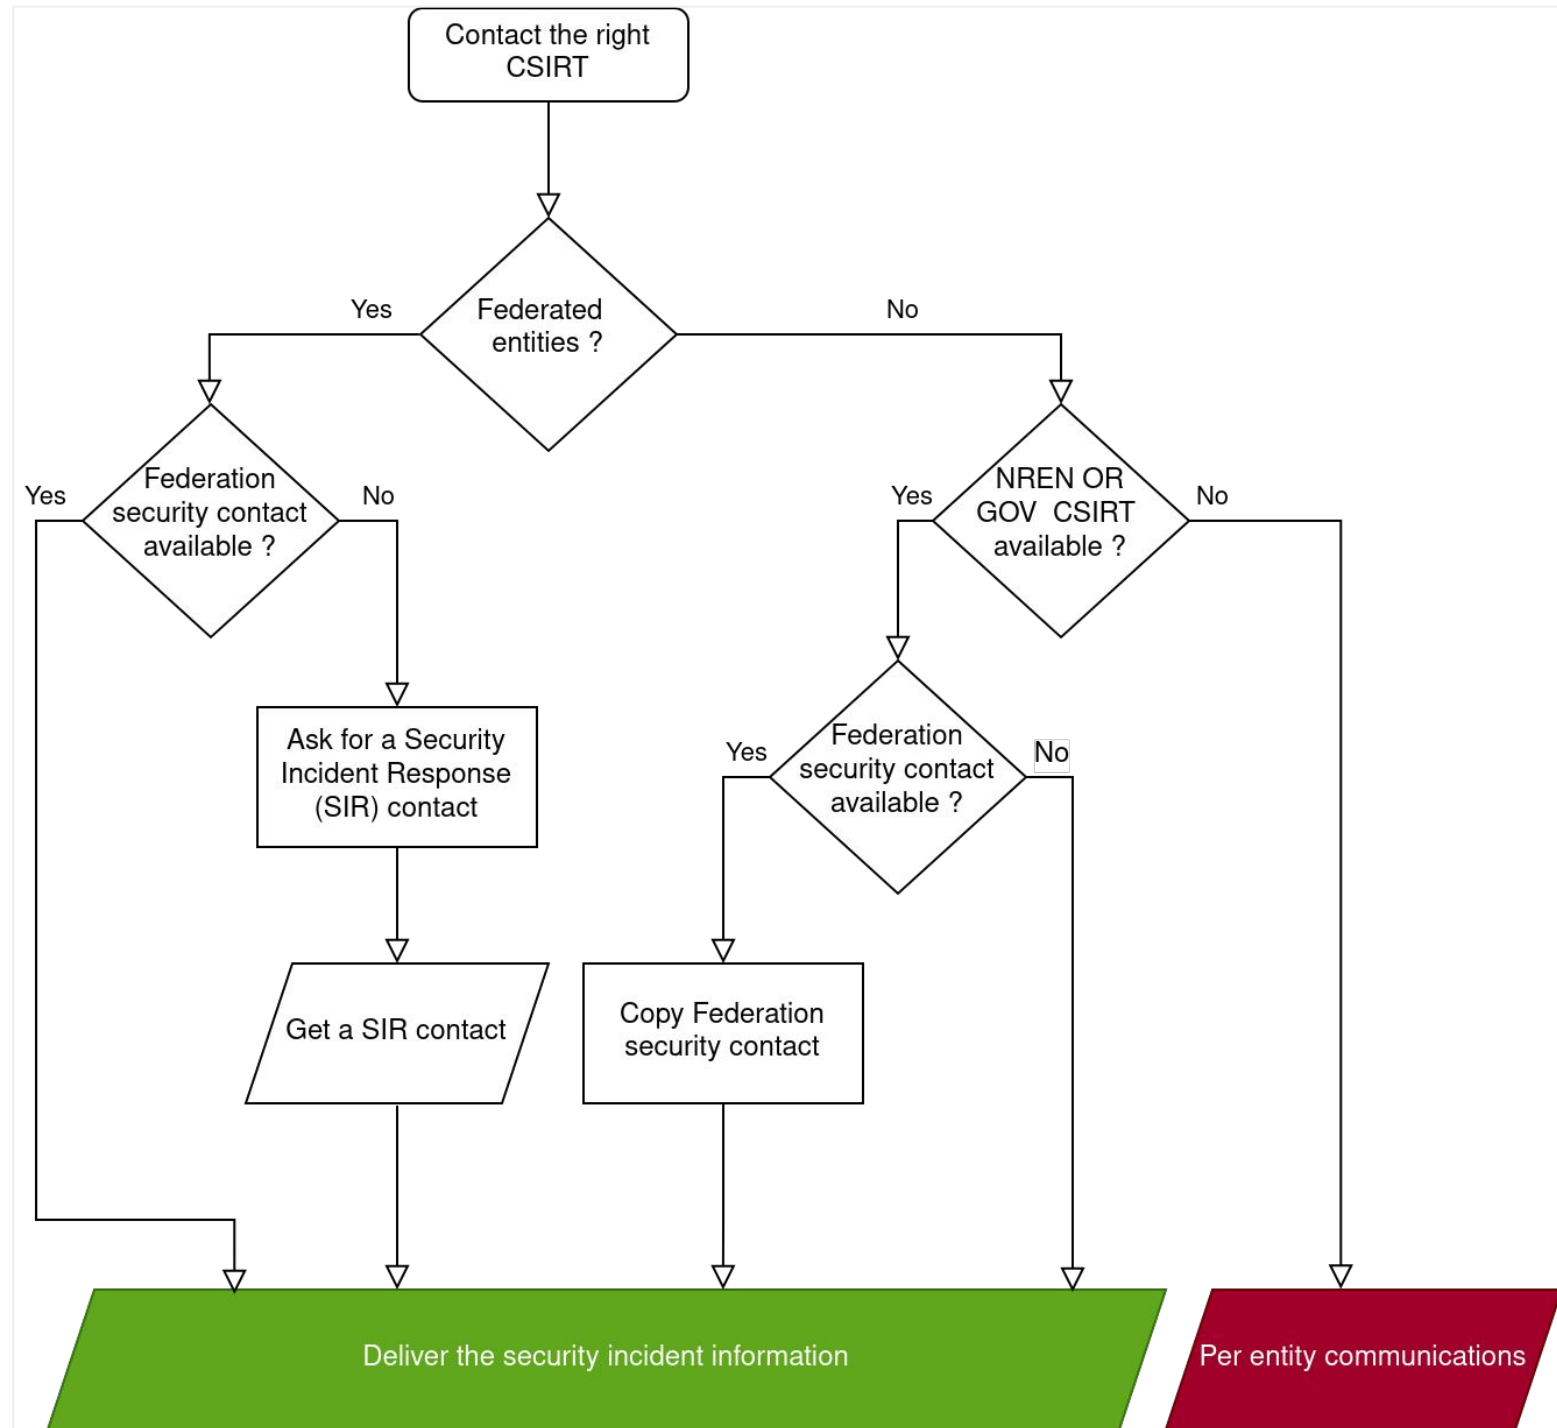 Contact the right
CSIRT
Yes
Federated
entities ?
No
Yes
Federation
security contact
available ?
No
Yes
NREN OR
GOV  CSIRT
available ?
No
Ask for a Security
Incident Response
(SIR) contact
Yes
Federation
security contact
available ?
No
Get a SIR contact
Copy Federation
security contact
Deliver the security incident information
Per entity communications